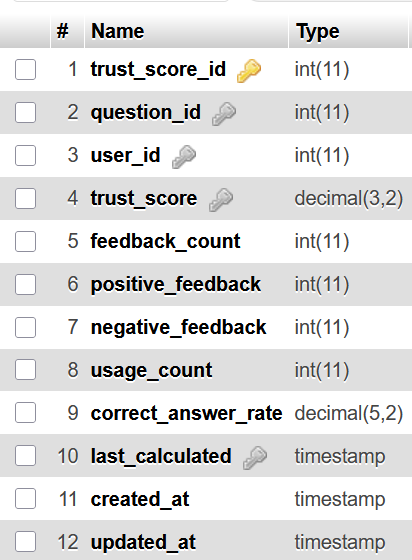 # Name Type
1 trust_score_id int(11)
2 question_id int(11)
3 user_id int(11)
4 trust_score decimal(3,2)
5 feedback_count int(11)
6 positive_feedback int(11)
7 negative_feedback int(11)
8 usage_count int(11)
9 correct_answer_rate decimal(5,2)
10 last_calculated timestamp
11 created_at timestamp
12 updated_at timestamp